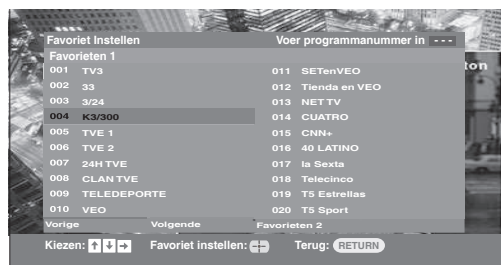 Favoriet Instellen Voer programmanummer in ---
Favorieten 1
001 TV3 011 SETenVEO
002 33 012 Tienda en VEO
003 3/24 013 NET TV
004 K3/300 014 CUATRO
005 TVE 1 015 CNN+
006 TVE 2 016 40 LATINO
007 24H TVE 017 la Sexta
008 CLAN TVE 018 Telecinco
009 TELEDEPORTE 019 T5 Estrellas
010 VEO 020 T5 Sport
Vorige Volgende Favorieten 2
Kiezen: Favoriet instellen: Terug: RETURN